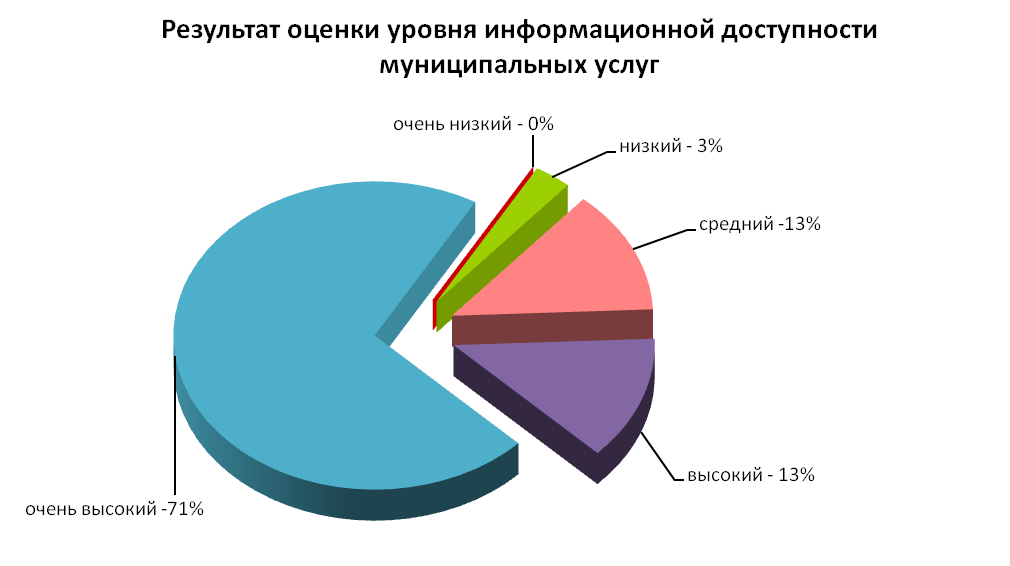 Результат оценки уровня информационной доступности
муниципальных услуг
очень низкий - 0%
низкий - 3%
средний -13%
высокий - 13%
очень высокий -71%